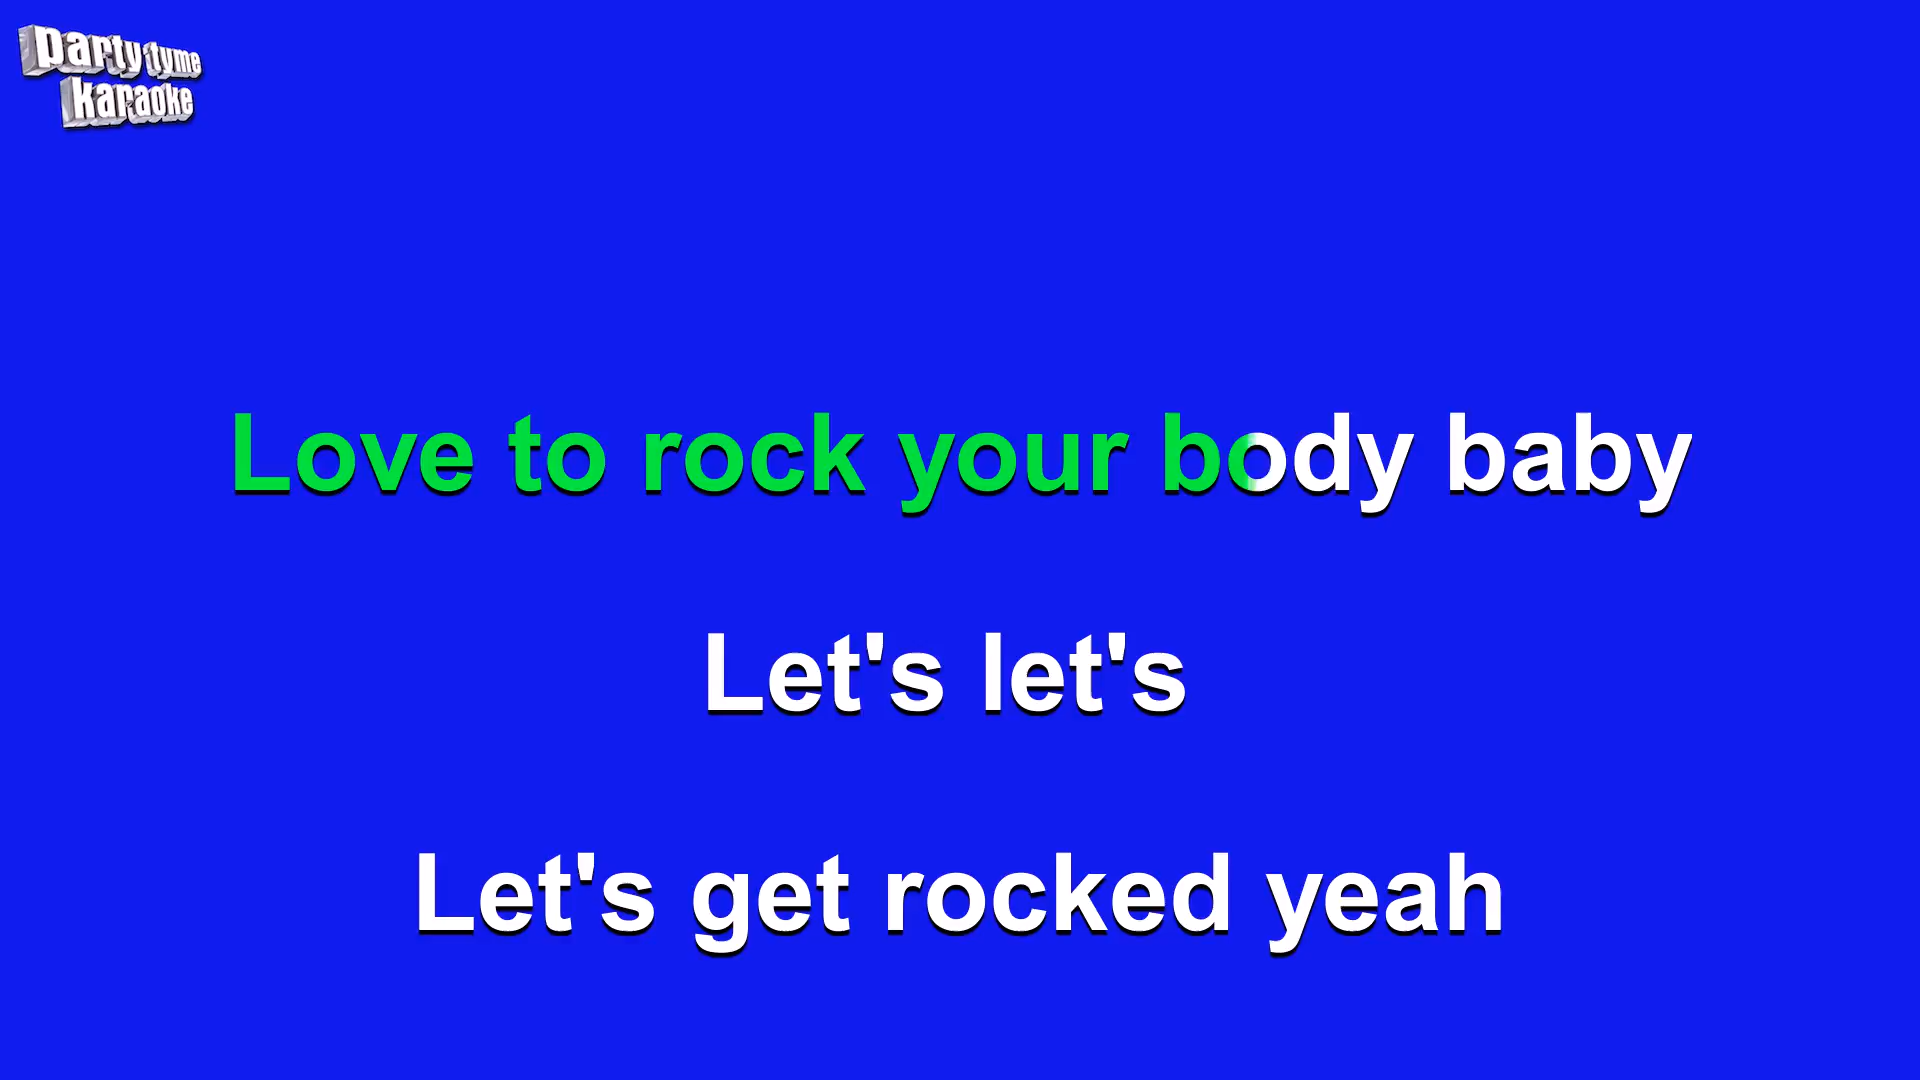 party tyme
karaoke
Love to rock your body baby
Let's let's
Let's get rocked yeah